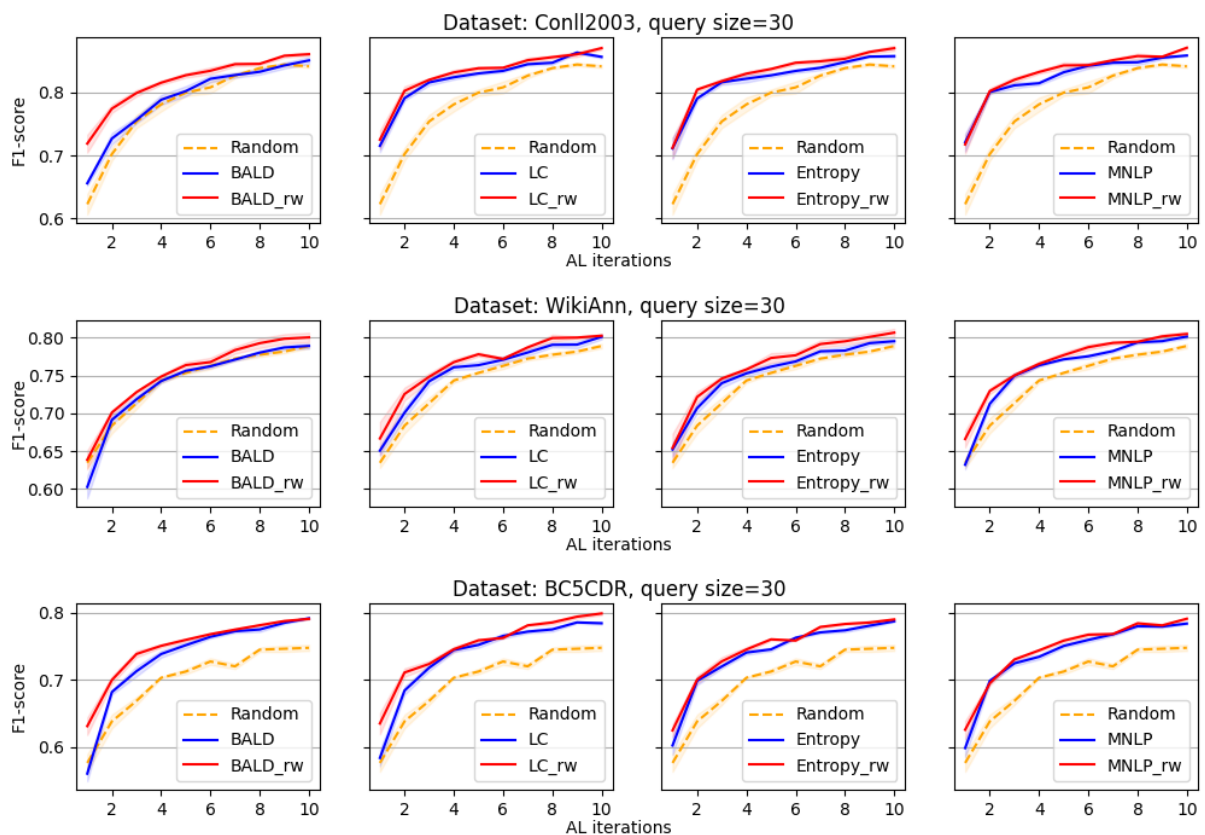 Dataset: Conll2003, query size=30
F1-score
0.8
0.7
0.6
Random
BALD
BALD_rw
Random
LC
LC_rw
Random
Entropy
Entropy_rw
Random
MNLP
MNLP_rw
2 4 6 8 10
2 4 6 8 10
2 4 6 8 10
2 4 6 8 10
AL iterations
Dataset: WikiAnn, query size=30
F1-score
0.80
0.75
0.70
0.65
0.60
Random
BALD
BALD_rw
Random
LC
LC_rw
Random
Entropy
Entropy_rw
Random
MNLP
MNLP_rw
2 4 6 8 10
2 4 6 8 10
2 4 6 8 10
2 4 6 8 10
AL iterations
Dataset: BC5CDR, query size=30
F1-score
0.8
0.7
0.6
Random
BALD
BALD_rw
Random
LC
LC_rw
Random
Entropy
Entropy_rw
Random
MNLP
MNLP_rw
2 4 6 8 10
2 4 6 8 10
2 4 6 8 10
2 4 6 8 10
AL iterations